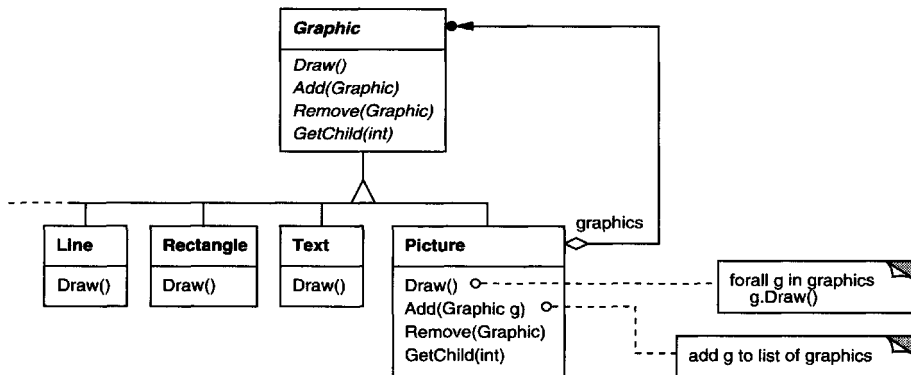 Graphic
Draw()
Add(Graphic)
Remove(Graphic)
GetChild(int)
graphics
Line
Draw()
Rectangle
Draw()
Text
Draw()
Picture
Draw()
Add(Graphic g)
Remove(Graphic)
GetChild(int)
forall g in graphics
g.Draw()
add g to list of graphics